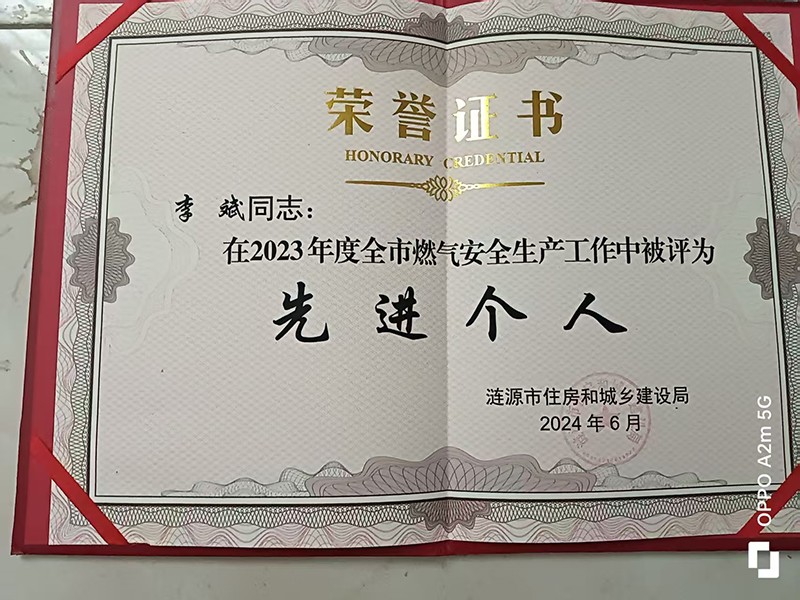 荣誉证书
HONORARY CREDENTIAL
李 斌同志：
在2023年度全市燃气安全生产工作中被评为
先进个人
涟源市住房和城乡建设局
2024年6月
OPPO A2m 5G